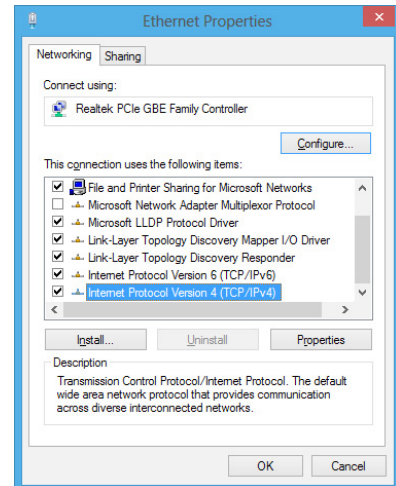 Ethernet Properties
Networking
Sharing
Connect using:
Realtek PCIe GBE Family Controller
Configure...
This connection uses the following items:
File and Printer Sharing for Microsoft Networks
Microsoft Network Adapter Multiplexor Protocol
Microsoft LLDP Protocol Driver
Link-Layer Topology Discovery Mapper I/O Driver
Link-Layer Topology Discovery Responder
Internet Protocol Version 6 (TCP/IPv6)
Internet Protocol Version 4 (TCP/IPv4)
Install...
Uninstall
Properties
Description
Transmission Control Protocol/Internet Protocol. The default
wide area network protocol that provides communication
across diverse interconnected networks.
OK
Cancel